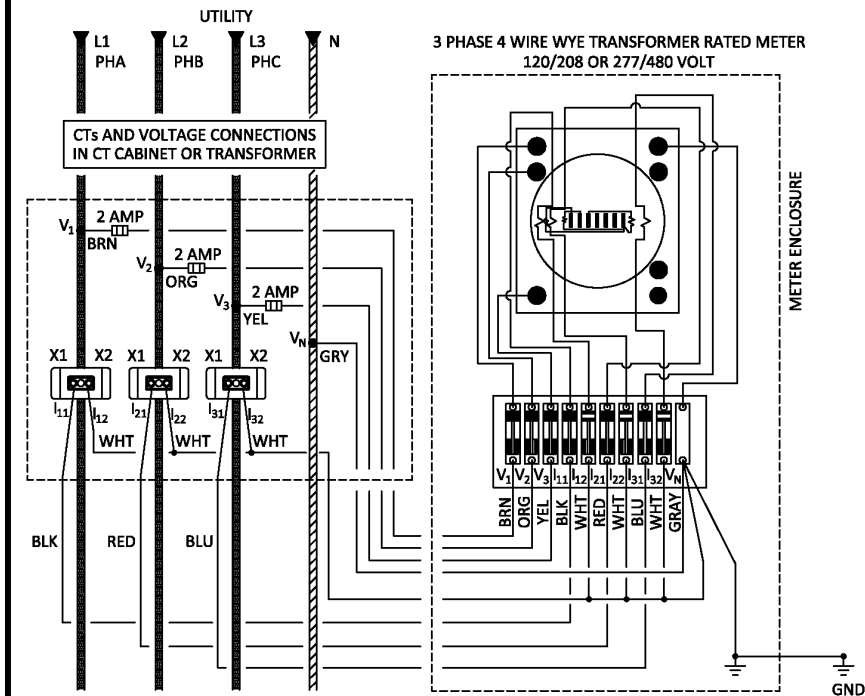 UTILITY
L1
PHA
L2
PHB
L3
PHC
N
3 PHASE 4 WIRE WYE TRANSFORMER RATED METER
120/208 OR 277/480 VOLT
CTs AND VOLTAGE CONNECTIONS
IN CT CABINET OR TRANSFORMER
METER ENCLOSURE
V1
2 AMP
BRN
V2
2 AMP
ORG
V3
2 AMP
YEL
VN
GRY
X1 X2 X1 X2 X1 X2
I11 I12 I21 I22 I31 I32
WHT WHT WHT
V1 V2 V3 I11 I12 I21 I22 I31 I32 VN
BRN
ORG
YEL
BLK
WHT
RED
WHT
BLU
WHT
GRAY
BLK RED BLU
GND